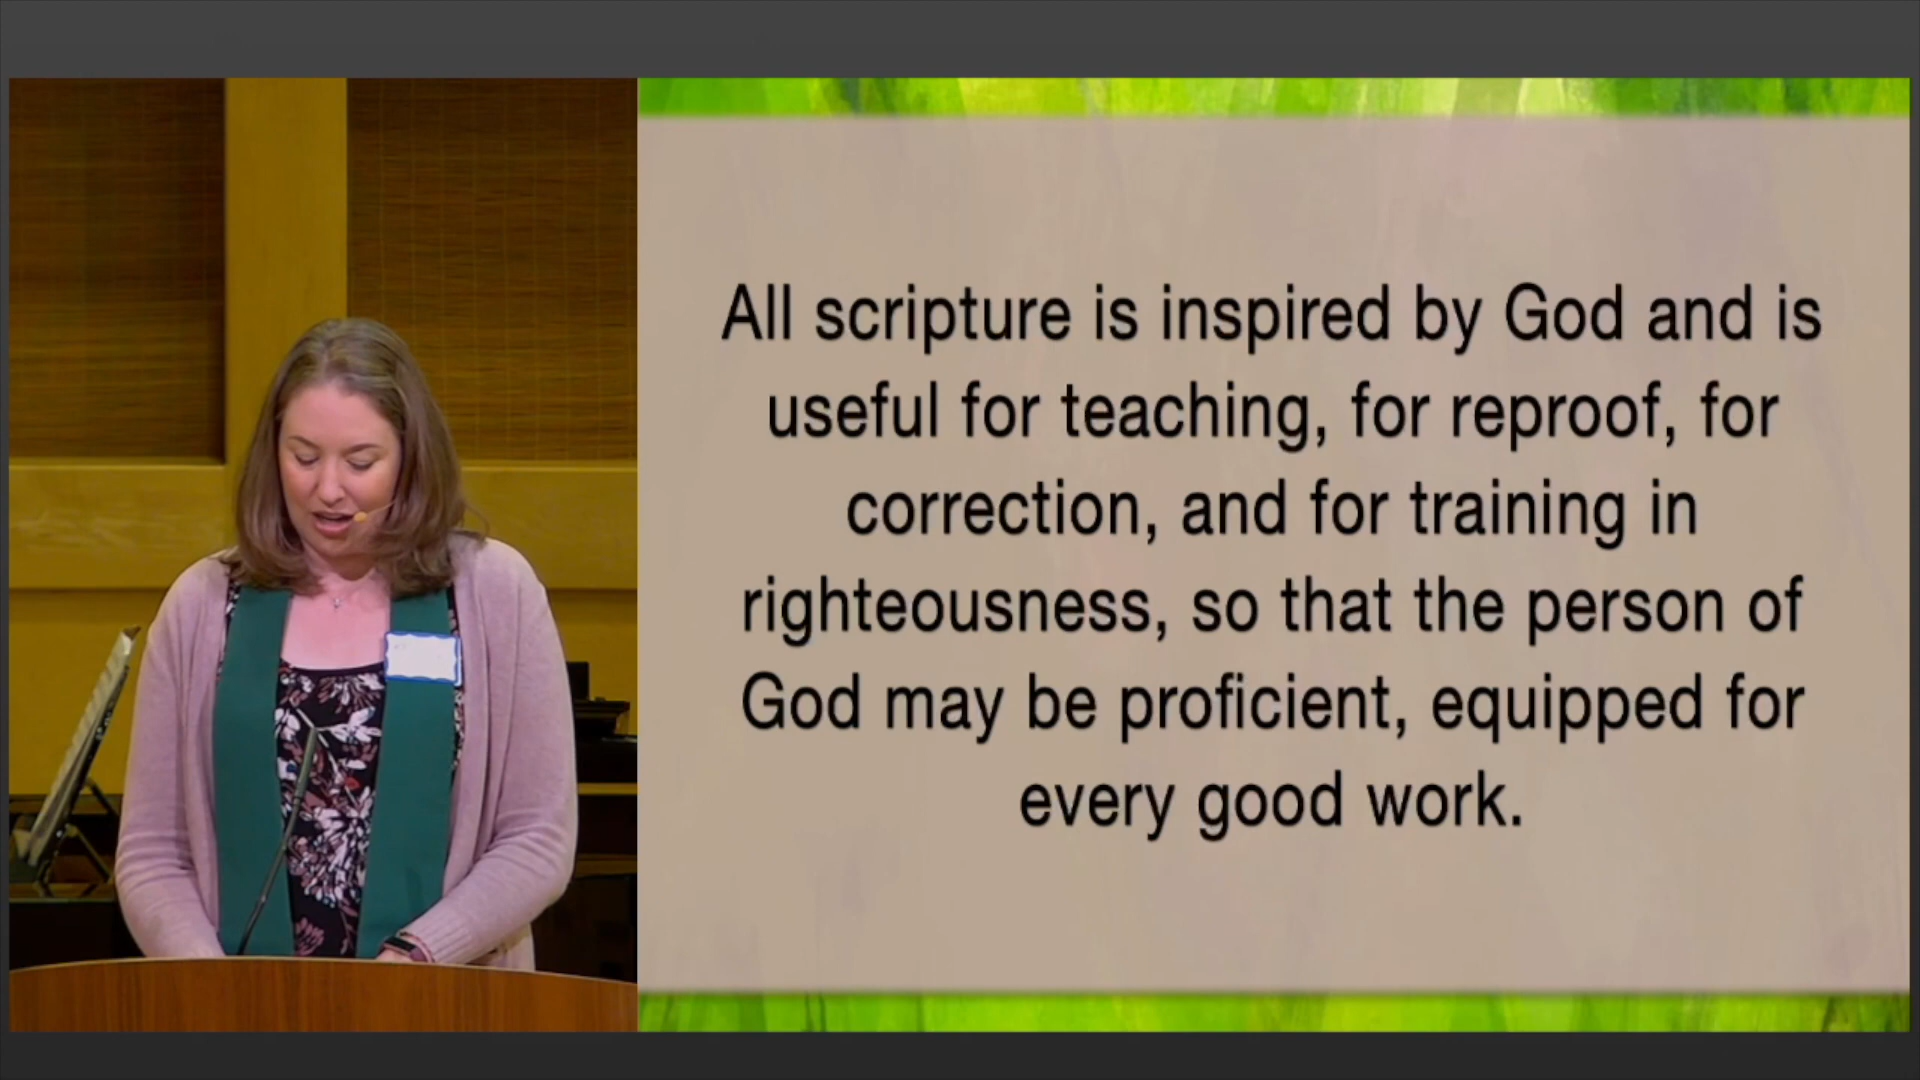 All scripture is inspired by God and is
useful for teaching, for reproof, for
correction, and for training in
righteousness, so that the person of
God may be proficient, equipped for
every good work.